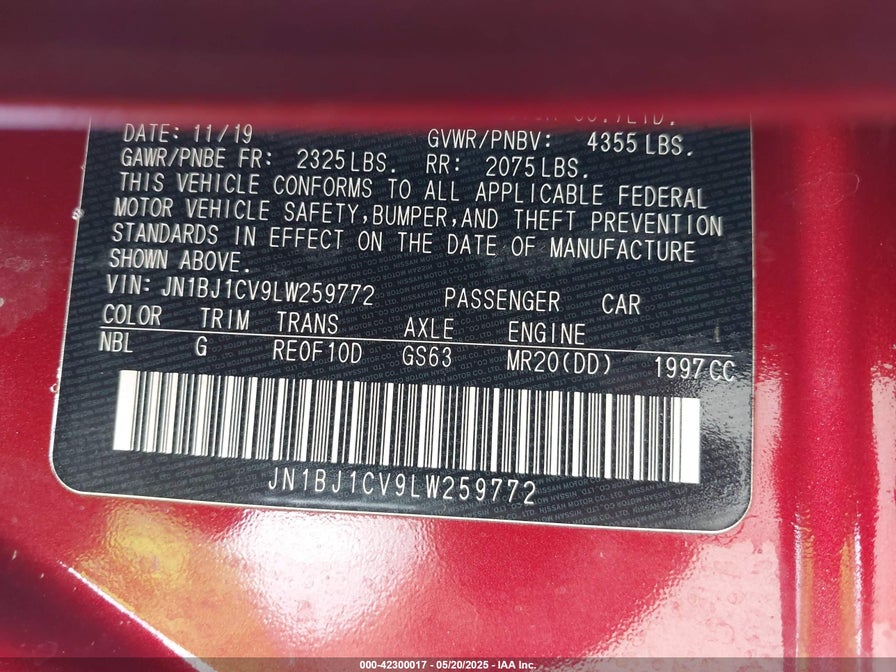 CO.,LTD.
DATE: 11/19 GVWR/PNBV: 4355 LBS.
GAWR/PNBE FR: 2325 LBS. RR: 2075 LBS.
THIS VEHICLE CONFORMS TO ALL APPLICABLE FEDERAL
MOTOR VEHICLE SAFETY, BUMPER, AND THEFT PREVENTION
STANDARDS IN EFFECT ON THE DATE OF MANUFACTURE
SHOWN ABOVE.
VIN: JN1BJ1CV9LW259772 PASSENGER CAR
COLOR TRIM TRANS AXLE ENGINE
NBL G RE0F10D GS63 MR20(DD) 1997CC
JN1BJ1CV9LW259772
000-42300017 - 05/20/2025 - IAA Inc.